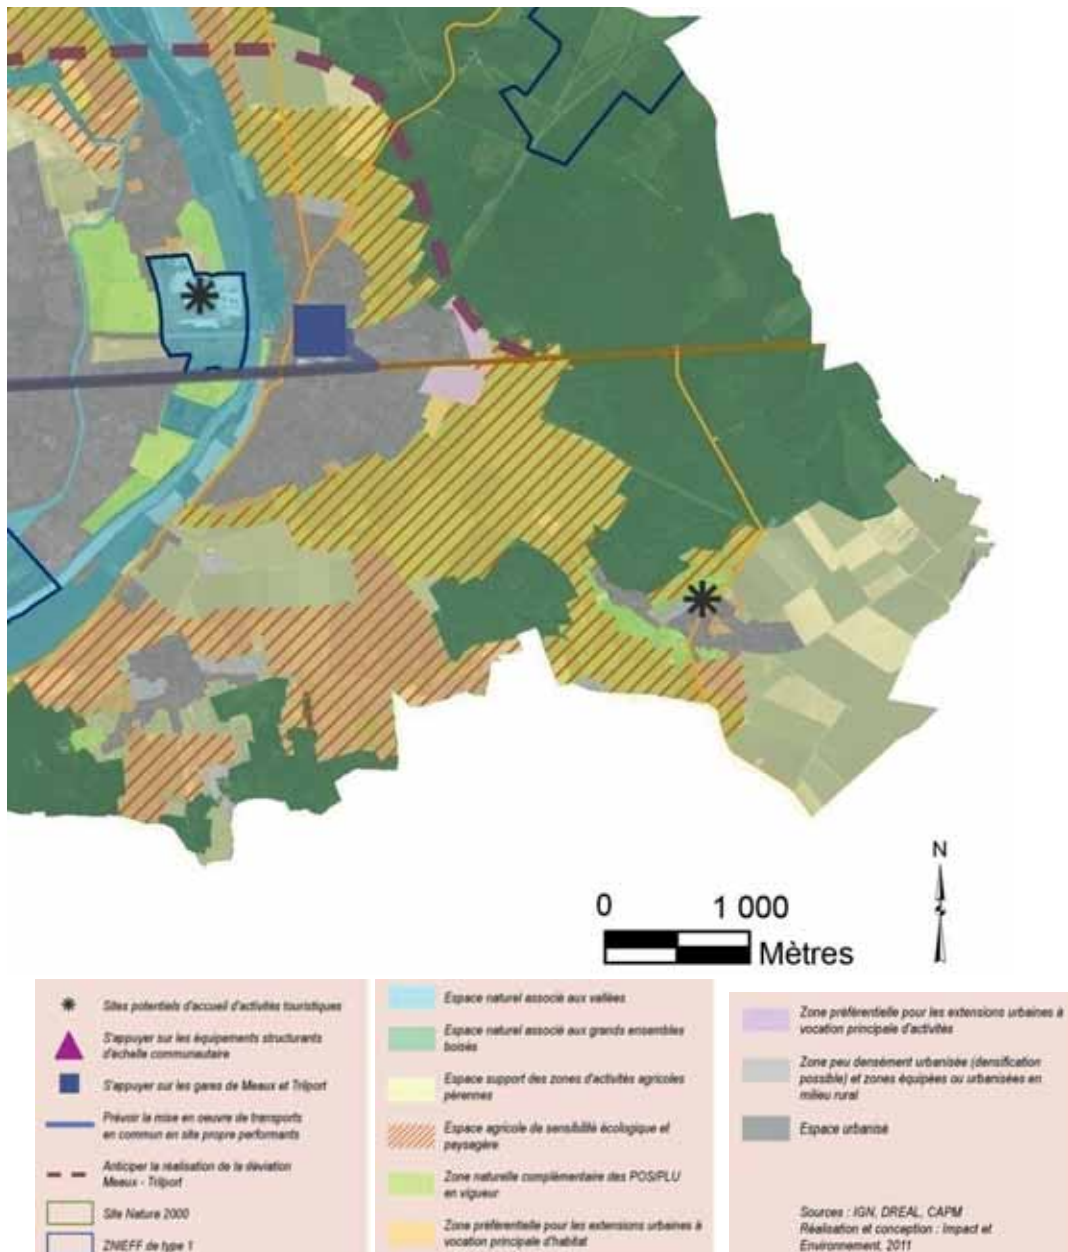 N
0 1 000
Mètres
Sites potentiels d'accueil d'activités touristiques
S'appuyer sur les équipements structurants
d'échelle communautaire
S'appuyer sur les gares de Meaux et Trilport
Prévoir la mise en oeuvre de transports
en commun en site propre performants
Anticiper la réalisation de la déviation
Meaux - Trilport
Site Natura 2000
ZNIEFF de type 1
Espace naturel associé aux vallées
Espace naturel associé aux grands ensembles
boisés
Espace support des zones d'activités agricoles
pérennes
Espace agricole de sensibilité écologique et
paysagère
Zone naturelle complémentaire des POS/PLU
en vigueur
Zone préférentielle pour les extensions urbaines à
vocation principale d'habitat
Zone préférentielle pour les extensions urbaines à
vocation principale d'activités
Zone peu densément urbanisée (densification
possible) et zones équipées ou urbanisées en
milieu rural
Espace urbanisé
Sources : IGN, DREAL, CAPM
Réalisation et conception : Impact et
Environnement, 2011